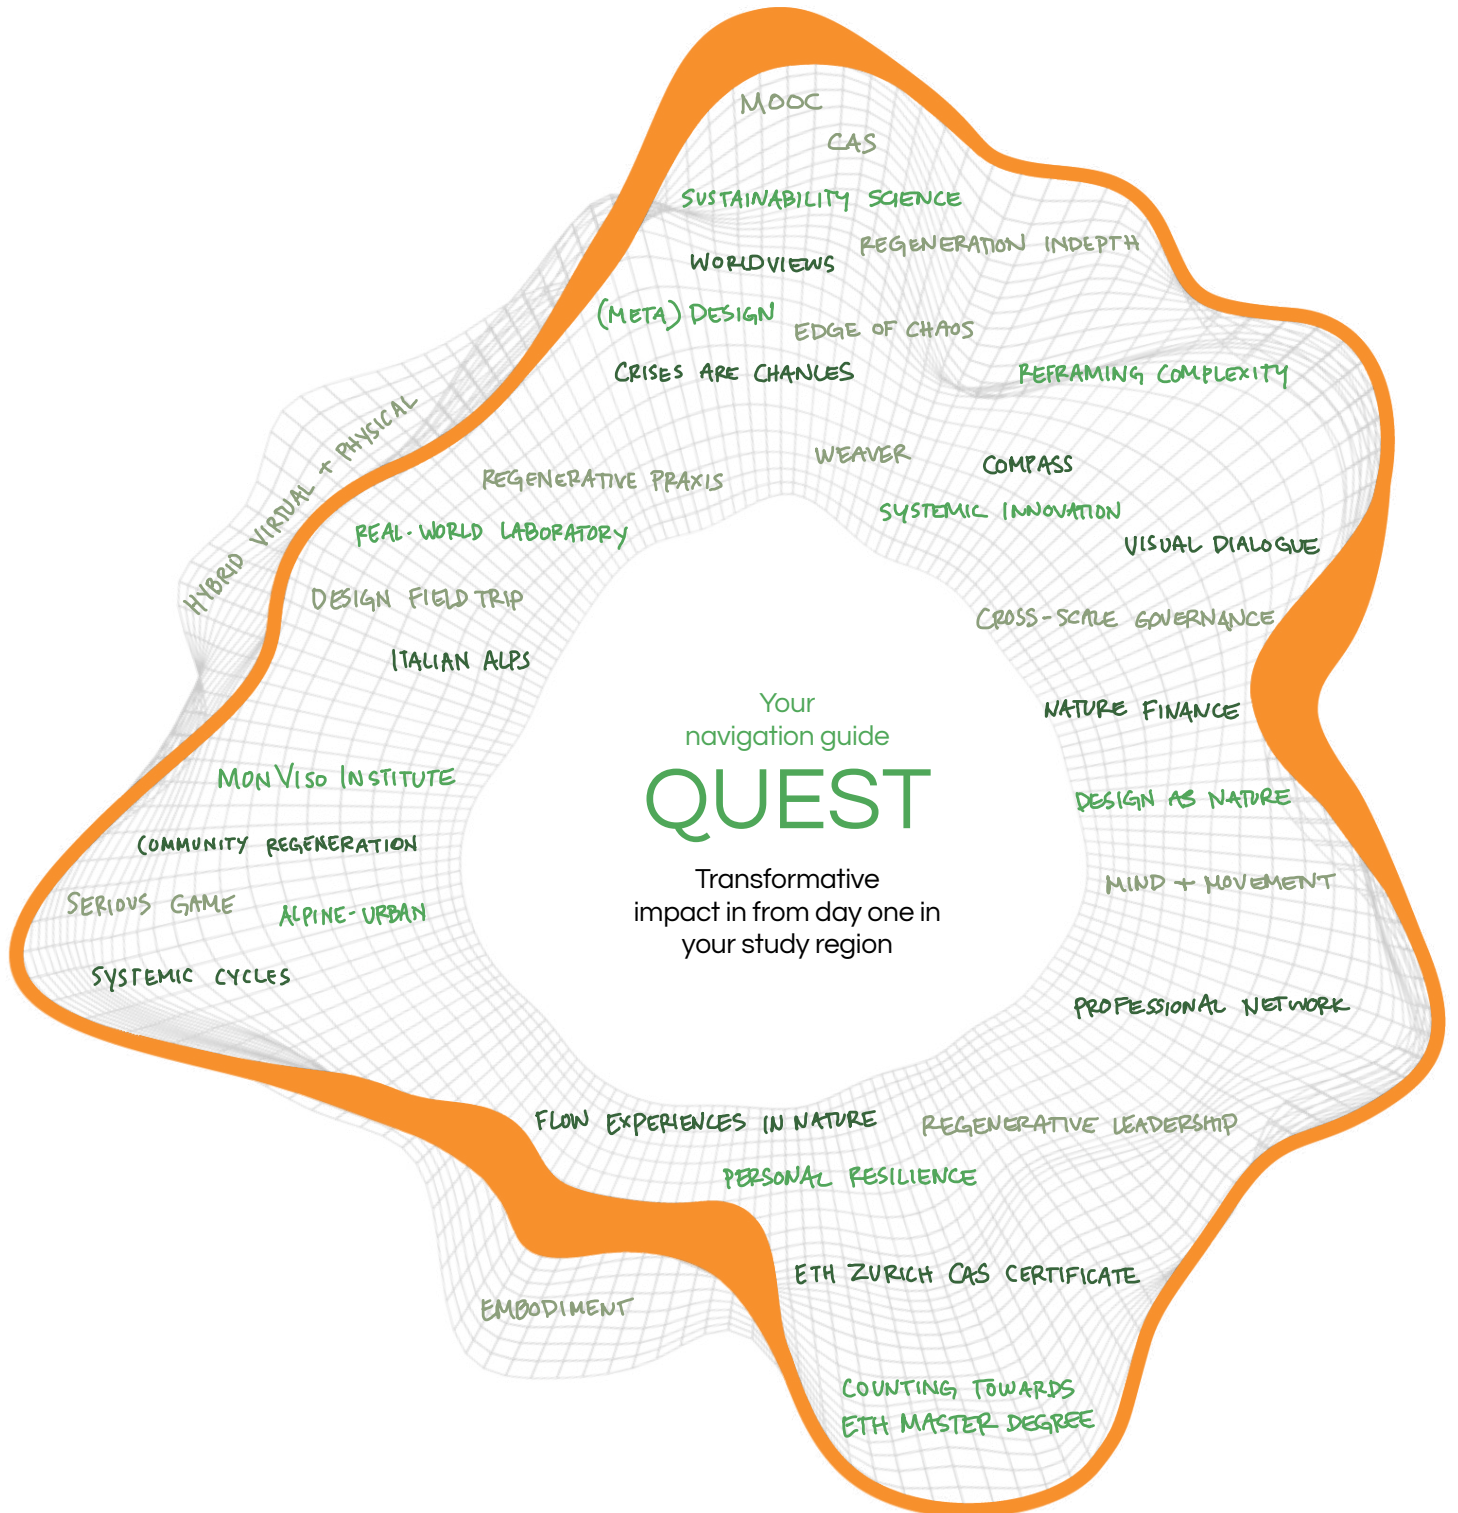 MOOC
CAS
SUSTAINABILITY SCIENCE
REGENERATION INDEPTH
WORLDVIEWS
(META) DESIGN
EDGE OF CHAOS
CRISES ARE CHANCES
REFRAMING COMPLEXITY
HYBRID VIRTUAL + PHYSICAL
WEAVER
COMPASS
REGENERATIVE PRAXIS
SYSTEMIC INNOVATION
REAL-WORLD LABORATORY
VISUAL DIALOGUE
DESIGN FIELD TRIP
CROSS-SCALE GOVERNANCE
ITALIAN ALPS
NATURE FINANCE
Your
navigation guide
QUEST
Transformative
impact in from day one in
your study region
MONVISO INSTITUTE
DESIGN AS NATURE
COMMUNITY REGENERATION
MIND + MOVEMENT
SERIOUS GAME
ALPINE-URBAN
SYSTEMIC CYCLES
PROFESSIONAL NETWORK
FLOW EXPERIENCES IN NATURE
REGENERATIVE LEADERSHIP
PERSONAL RESILIENCE
ETH ZURICH CAS CERTIFICATE
EMBODIMENT
COUNTING TOWARDS
ETH MASTER DEGREE